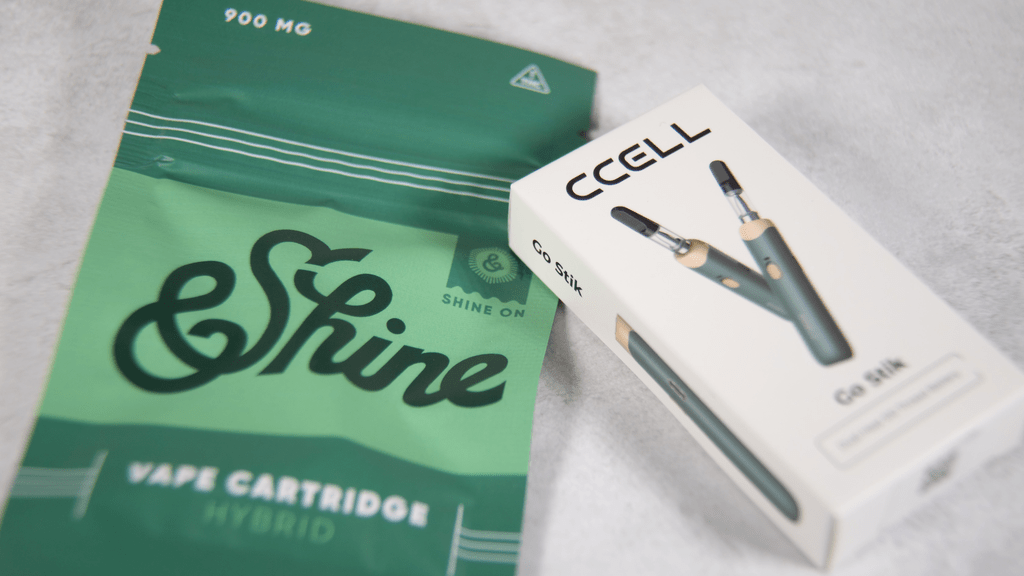 900 MG
&Shine
SHINE ON
VAPE CARTRIDGE
HYBRID
CCELL
Go Stik
Go Stik